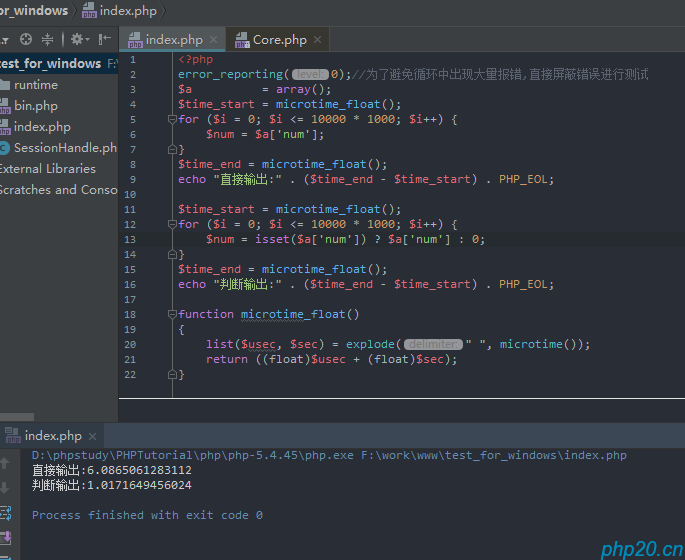 or_windows index.php
index.php Core.php
test_for_windows F:
runtime
bin.php
index.php
SessionHandle.ph
External Libraries
Scratches and Conso
1 <?php
2 error_reporting( level: 0);//为了避免循环中出现大量报错,直接屏蔽错误进行测试
3 $a = array();
4 $time_start = microtime_float();
5 for ($i = 0; $i <= 10000 * 1000; $i++) {
6 $num = $a['num'];
7 }
8 $time_end = microtime_float();
9 echo "直接输出:" . ($time_end - $time_start) . PHP_EOL;
10
11 $time_start = microtime_float();
12 for ($i = 0; $i <= 10000 * 1000; $i++) {
13 $num = isset($a['num']) ? $a['num'] : 0;
14 }
15 $time_end = microtime_float();
16 echo "判断输出:" . ($time_end - $time_start) . PHP_EOL;
17
18 function microtime_float()
19 {
20 list($usec, $sec) = explode( delimiter: " ", microtime());
21 return ((float)$usec + (float)$sec);
22 }
index.php
D:\phpstudy\PHPTutorial\php\php-5.4.45\php.exe F:\work\www\test_for_windows\index.php
直接输出:6.0865061283112
判断输出:1.0171649456024
Process finished with exit code 0
php20.cn